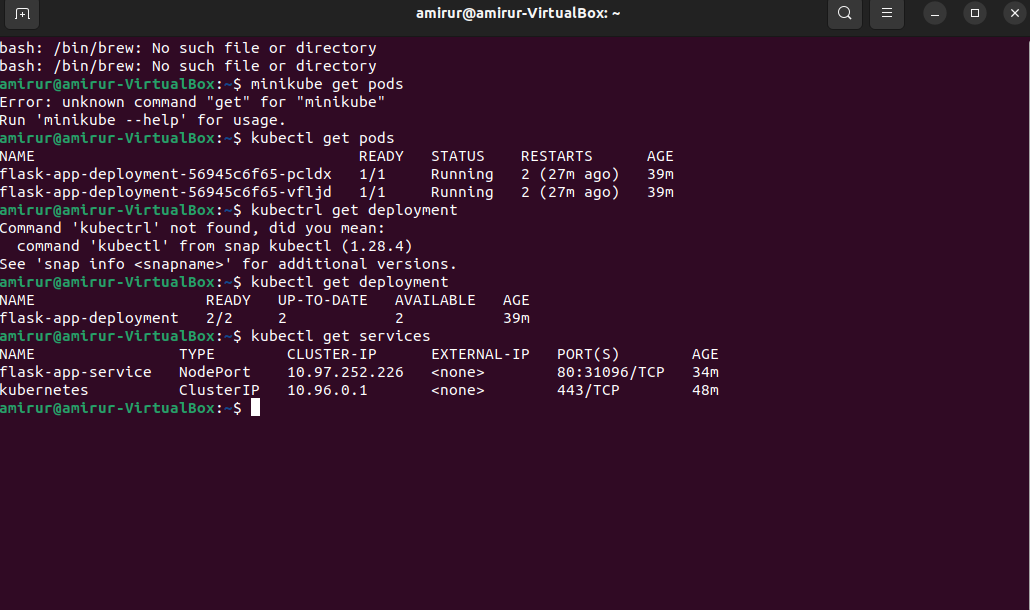 amirur@amirur-VirtualBox: ~
bash: /bin/brew: No such file or directory
bash: /bin/brew: No such file or directory
amirur@amirur-VirtualBox:~$ minikube get pods
Error: unknown command "get" for "minikube"
Run 'minikube --help' for usage.
amirur@amirur-VirtualBox:~$ kubectl get pods
NAME READY STATUS RESTARTS AGE
flask-app-deployment-56945c6f65-pcldx 1/1 Running 2 (27m ago) 39m
flask-app-deployment-56945c6f65-vfljd 1/1 Running 2 (27m ago) 39m
amirur@amirur-VirtualBox:~$ kubectrl get deployment
Command 'kubectrl' not found, did you mean:
command 'kubectl' from snap kubectl (1.28.4)
See 'snap info <snapname>' for additional versions.
amirur@amirur-VirtualBox:~$ kubectl get deployment
NAME READY UP-TO-DATE AVAILABLE AGE
flask-app-deployment 2/2 2 2 39m
amirur@amirur-VirtualBox:~$ kubectl get services
NAME TYPE CLUSTER-IP EXTERNAL-IP PORT(S) AGE
flask-app-service NodePort 10.97.252.226 <none> 80:31096/TCP 34m
kubernetes ClusterIP 10.96.0.1 <none> 443/TCP 48m
amirur@amirur-VirtualBox:~$